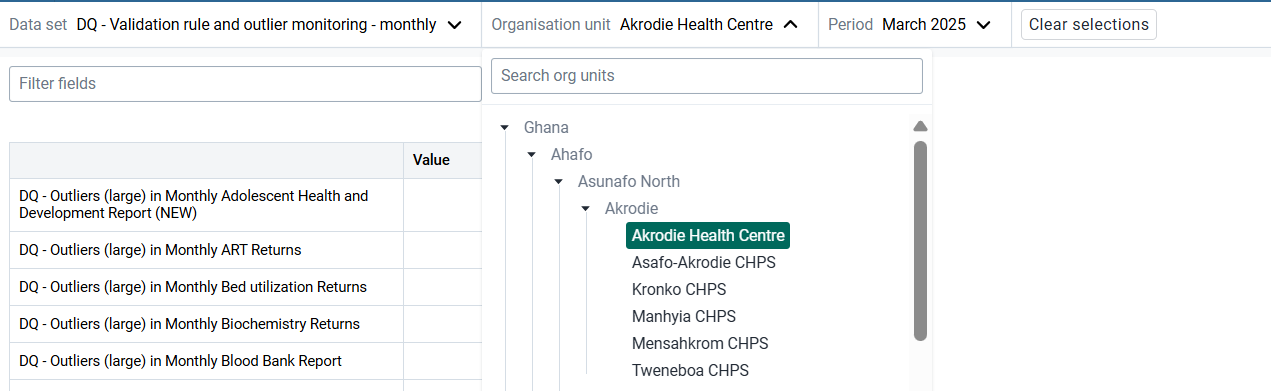 Data set DQ - Validation rule and outlier monitoring - monthly Organisation unit Akrodie Health Centre Period March 2025 Clear selections
Filter fields
Search org units
Value
DQ - Outliers (large) in Monthly Adolescent Health and
Development Report (NEW)
DQ - Outliers (large) in Monthly ART Returns
DQ - Outliers (large) in Monthly Bed utilization Returns
DQ - Outliers (large) in Monthly Biochemistry Returns
DQ - Outliers (large) in Monthly Blood Bank Report
Ghana
Ahafo
Asunafo North
Akrodie
Akrodie Health Centre
Asafo-Akrodie CHPS
Kronko CHPS
Manhyia CHPS
Mensahkrom CHPS
Tweneboa CHPS